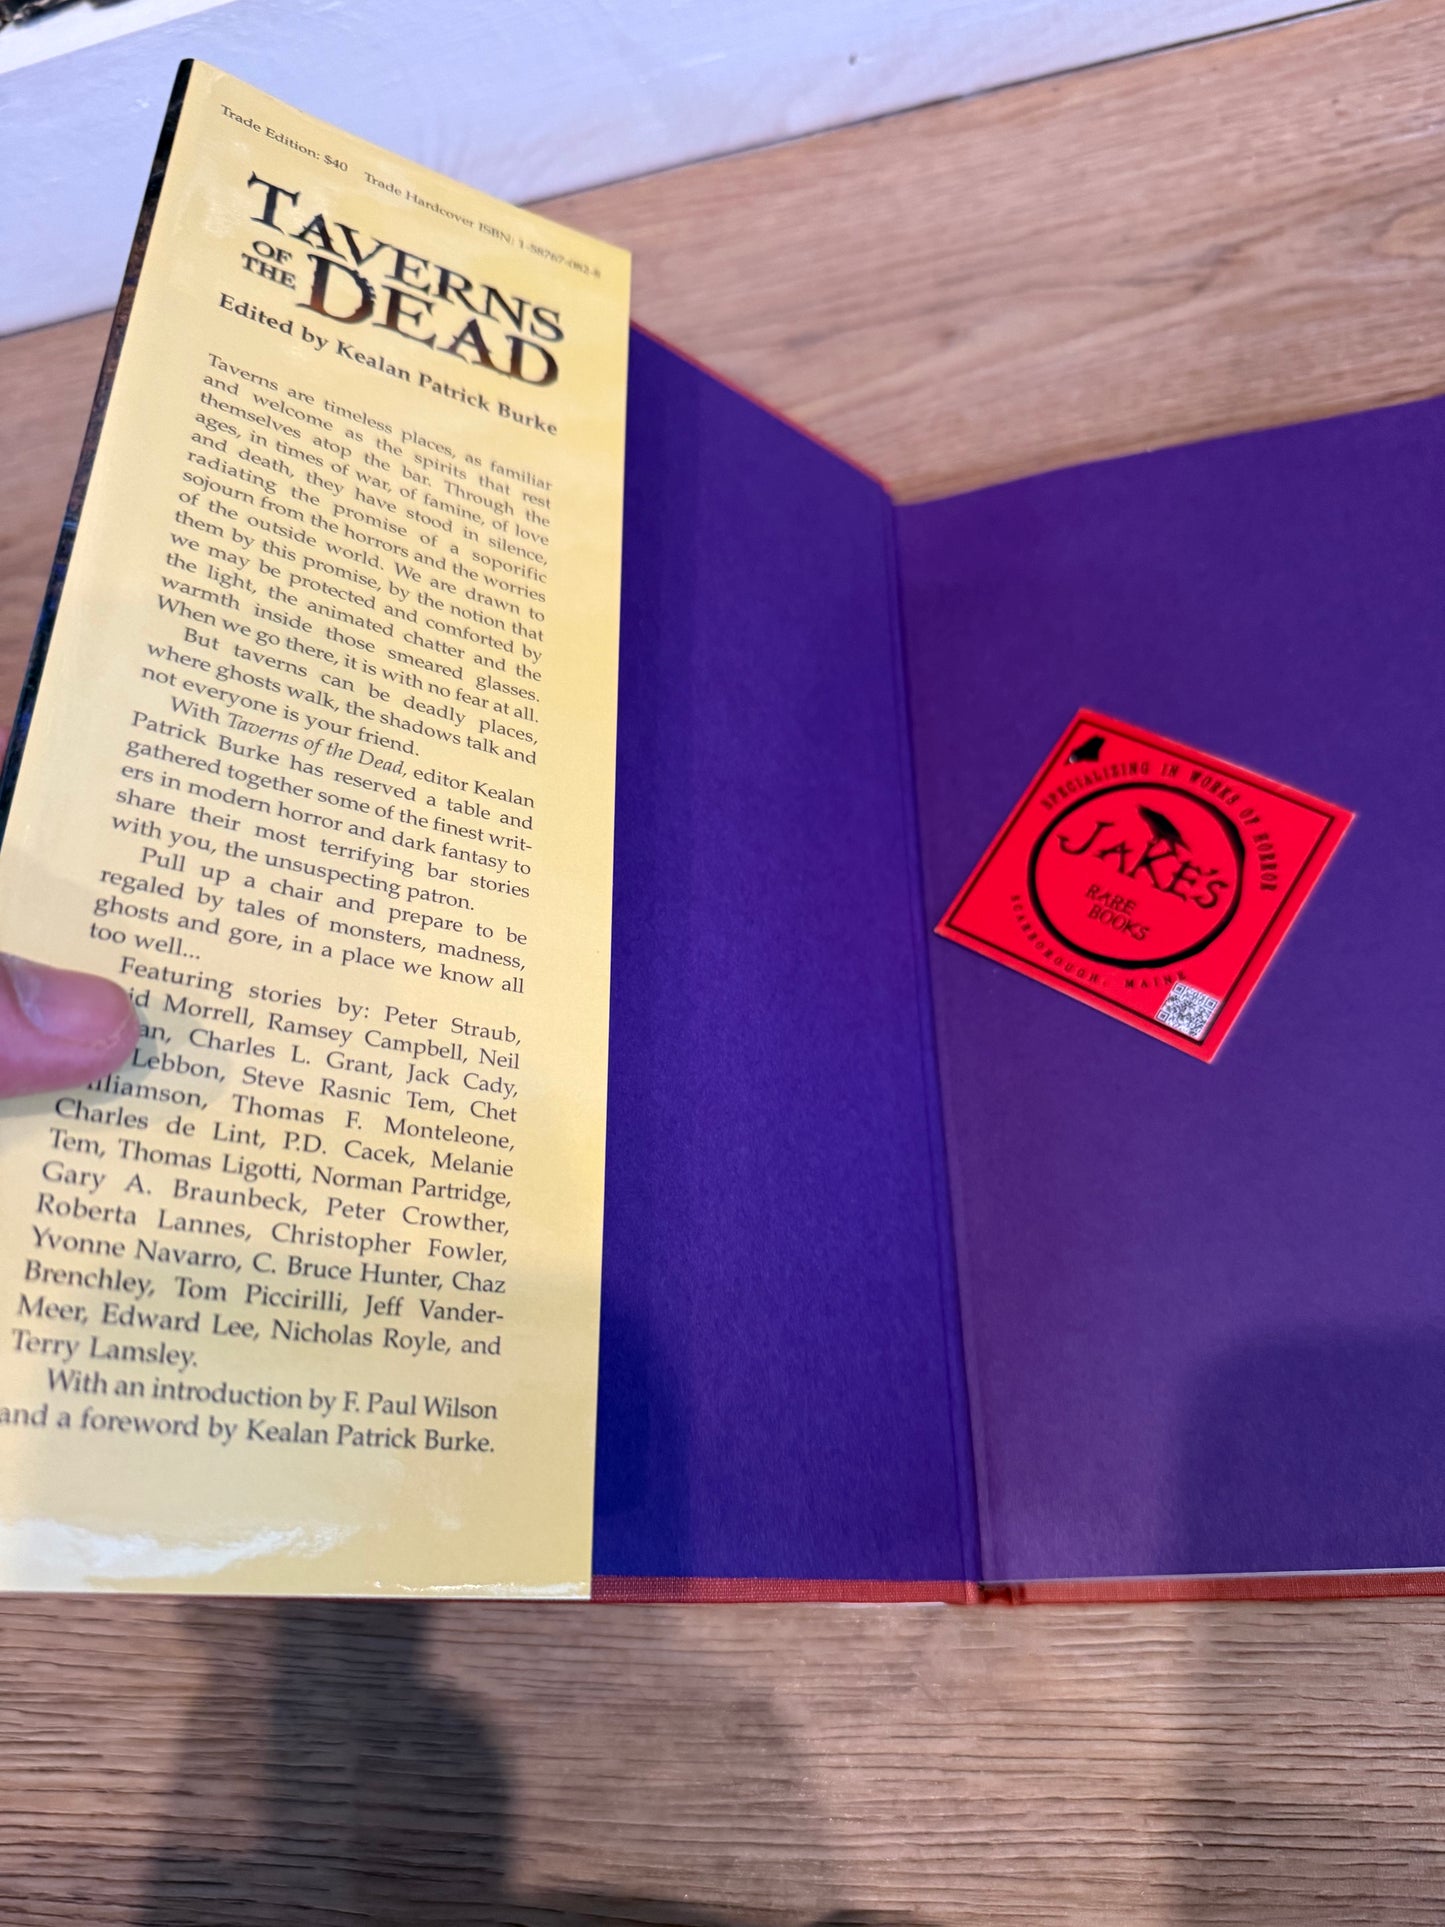 Trade Edition: $40 Trade Hardcover ISBN: 1-58767-082-8
TAVERNS
OF THE DEAD
Edited by Kealan Patrick Burke
Taverns are timeless places, as familiar
and welcome as the spirits that rest
themselves atop the bar. Through the
ages, in times of war, of famine, of love
and death, they have stood in silence,
radiating the promise of a soporific
sojourn from the horrors and the worries
of the outside world. We are drawn to
them by this promise, by the notion that
we may be protected and comforted by
the light, the animated chatter and the
warmth inside those smeared glasses.
When we go there, it is with no fear at all.
But taverns can be deadly places,
where ghosts walk, the shadows talk and
not everyone is your friend.
With Taverns of the Dead, editor Kealan
Patrick Burke has reserved a table and
gathered together some of the finest writ-
ers in modern horror and dark fantasy to
share their most terrifying bar stories
with you, the unsuspecting patron.
Pull up a chair and prepare to be
regaled by tales of monsters, madness,
ghosts and gore, in a place we know all
too well...
Featuring stories by: Peter Straub,
Morrell, Ramsey Campbell, Neil
Charles L. Grant, Jack Cady,
Lebbon, Steve Rasnic Tem, Chet
Thomas F. Monteleone,
Charles de Lint, P.D. Cacek, Melanie
Tem, Thomas Ligotti, Norman Partridge,
Gary A. Braunbeck, Peter Crowther,
Roberta Lannes, Christopher Fowler,
Yvonne Navarro, C. Bruce Hunter, Chaz
Brenchley, Tom Piccirilli, Jeff Vander-
Meer, Edward Lee, Nicholas Royle, and
Terry Lamsley.
With an introduction by F. Paul Wilson
and a foreword by Kealan Patrick Burke.
SPECIALISING IN WORKS OF HORROR
JAKE'S
RARE
BOOKS
SCARBOROUGH, MAINE